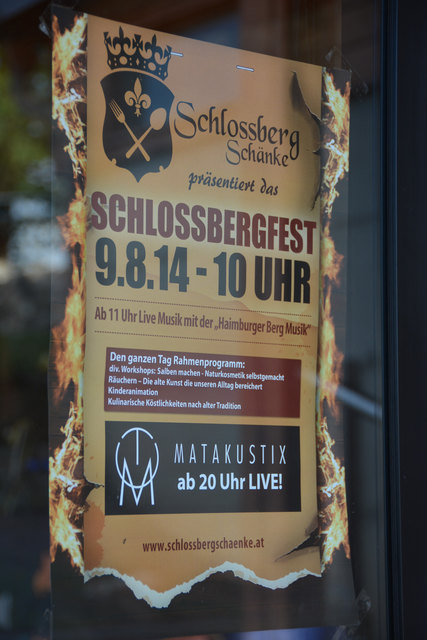 Schlossberg
Schänke
präsentiert das
SCHLOSSBERGFEST
9.8.14 - 10 UHR
Ab 11 Uhr Live Musik mit der „Haimburger Berg Musik"
Den ganzen Tag Rahmenprogramm:
div. Workshops: Salben machen - Naturkosmetik selbstgemacht
Räuchern – Die alte Kunst die unseren Alltag bereichert
Kinderanimation
Kulinarische Köstlichkeiten nach alter Tradition
MATAKUSTIX
ab 20 Uhr LIVE!
www.schlossbergschaenke.at